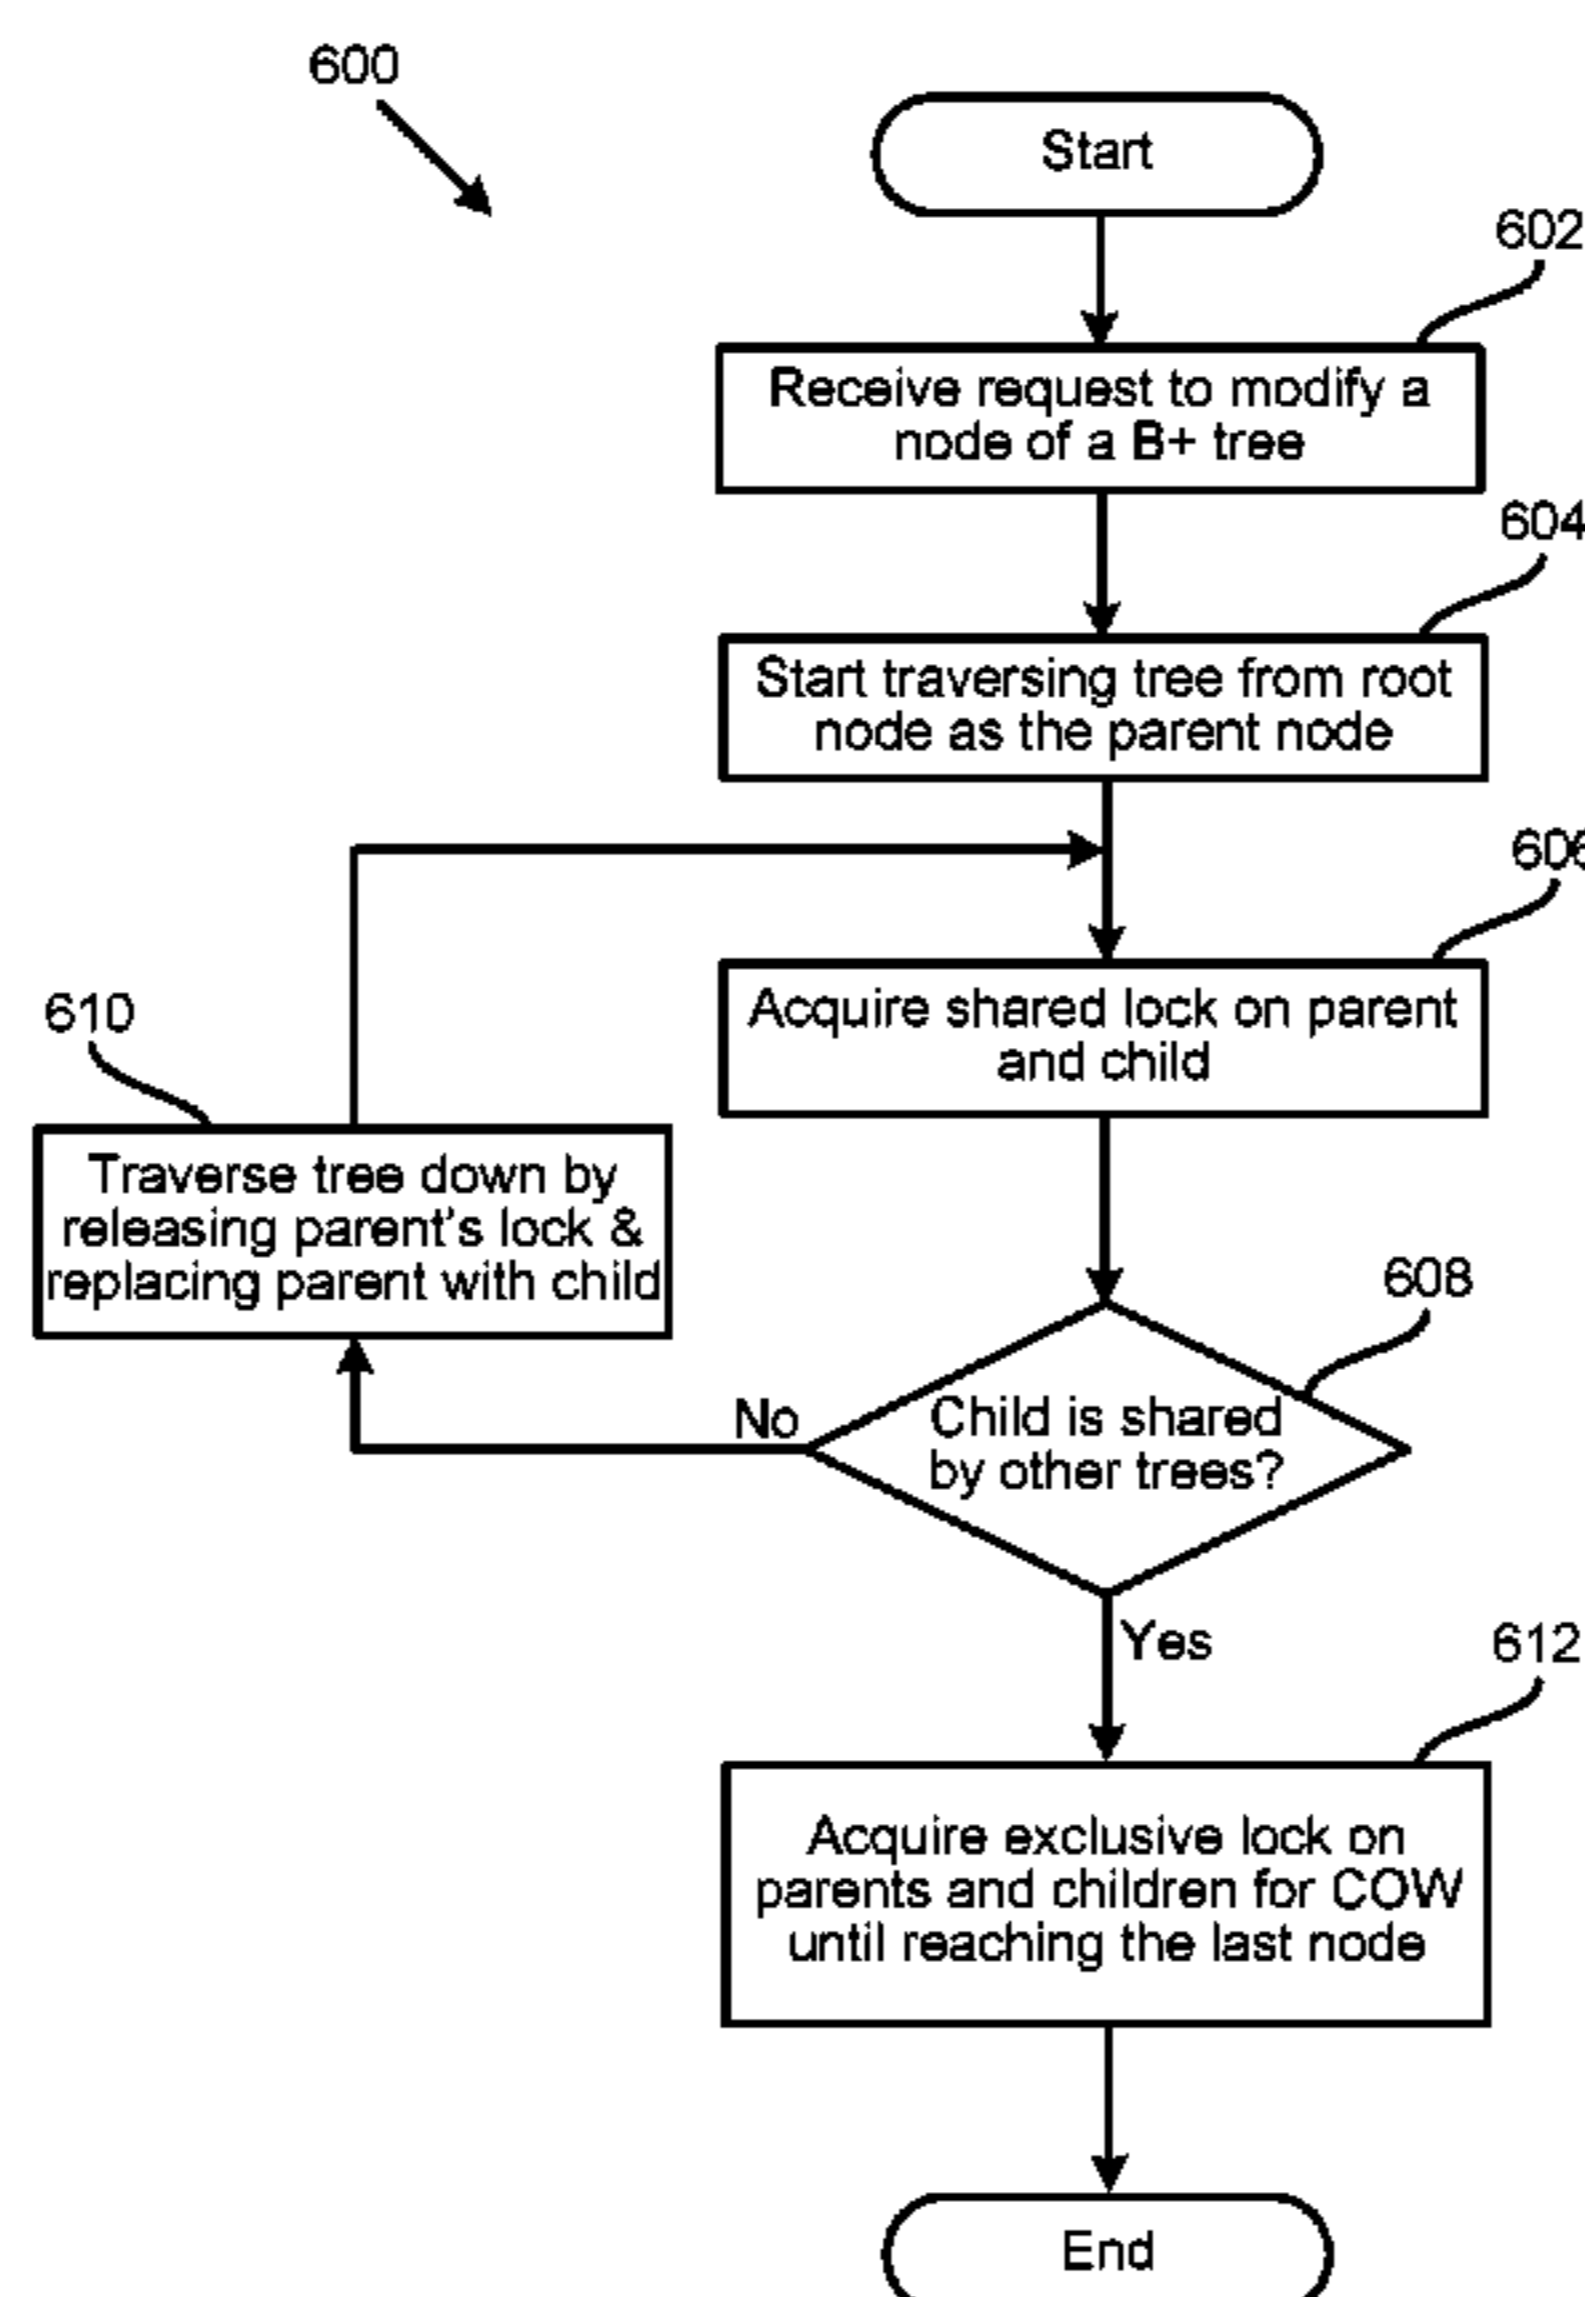 600
Start
602
Receive request to modify a
node of a B+ tree
604
Start traversing tree from root
node as the parent node
606
Acquire shared lock on parent
and child
610
Traverse tree down by
releasing parent's lock &
replacing parent with child
608
No
Child is shared
by other trees?
Yes
612
Acquire exclusive lock on
parents and children for COW
until reaching the last node
End